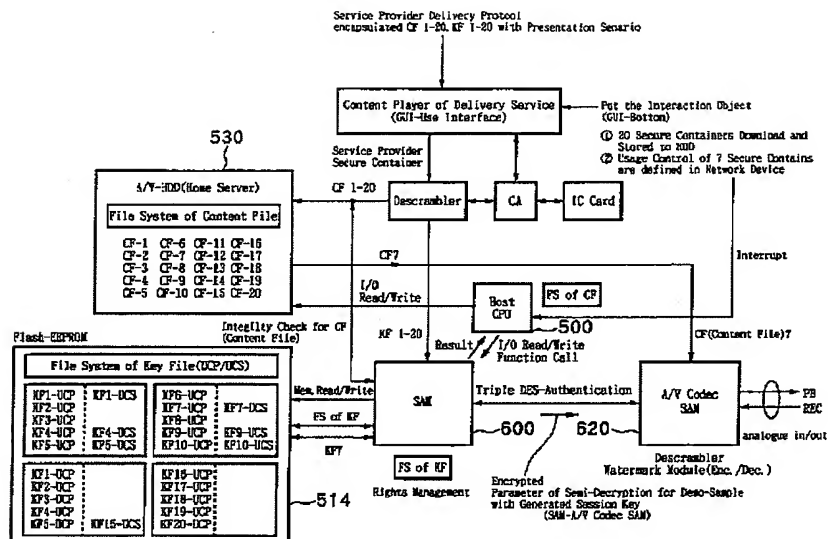 Service Provider Delivery Protocol
encapsulated CF 1-20. KF 1-20 with Presentation Senario
Content Player of Delivery Service
(GUI-Use Interface)
Put the Interaction Object
(GUI-Bottom)
① 20 Secure Containers Download and
Stored to HDD
② Usage Control of 7 Secure Contains
are defined in Network Device
530
Service Provider
Secure Container
A/V-HDD(Home Server)
CF 1-20
Descrambler
CA
IC Card
File System of Content File
CF-1 CF-6 CF-11 CF-16
CF-2 CF-7 CF-12 CF-17
CF-3 CF-8 CF-13 CF-18
CF-4 CF-9 CF-14 CF-19
CF-5 CF-10 CF-15 CF-20
CF7
Interrupt
I/O
Read/Write
Host
CPU
FS of CF
500
Flash-EEPROM
Integlity Check for CF
(Content File)
KF 1-20
Result
I/O Read/Write
Function Call
CF(Content File)7
File System of Key File(UCP/UCS)
Mem. Read/Write
SAM
Triple DES-Authentication
A/V Codec
SAM
PB
REC
analogue in/out
KF1-UCP KF1-UCS
KF2-UCP
KF3-UCP
KF4-UCP KF4-UCS
KF5-UCP KF5-UCS
KF6-UCP
KF7-UCP KF7-UCS
KF8-UCP
KF9-UCP KF9-UCS
KF10-UCP KF10-UCS
FS of KF
KF7
600
620
Descrambler
Watermark Module(Enc./Dec.)
KF1-UCP
KF2-UCP
KF3-UCP
KF4-UCP
KF5-UCP KF15-UCS
KF16-UCP
KF17-UCP
KF18-UCP
KF19-UCP
KF20-UCP
514
FS of KF
Rights Management
Encrypted
Parameter of Semi-Decryption for Demo-Sample
with Generated Session Key
(SAM-A/V Codec SAM)